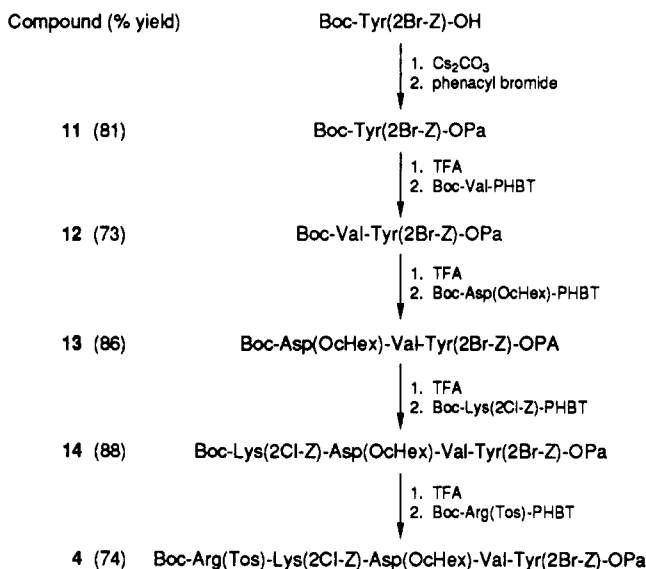 Compound (% yield) Boc-Tyr(2Br-Z)-OH
1. Cs₂CO₃
2. phenacyl bromide
11 (81) Boc-Tyr(2Br-Z)-OPa
1. TFA
2. Boc-Val-PHBT
12 (73) Boc-Val-Tyr(2Br-Z)-OPa
1. TFA
2. Boc-Asp(OcHex)-PHBT
13 (86) Boc-Asp(OcHex)-Val-Tyr(2Br-Z)-OPA
1. TFA
2. Boc-Lys(2Cl-Z)-PHBT
14 (88) Boc-Lys(2Cl-Z)-Asp(OcHex)-Val-Tyr(2Br-Z)-OPa
1. TFA
2. Boc-Arg(Tos)-PHBT
4 (74) Boc-Arg(Tos)-Lys(2Cl-Z)-Asp(OcHex)-Val-Tyr(2Br-Z)-OPa